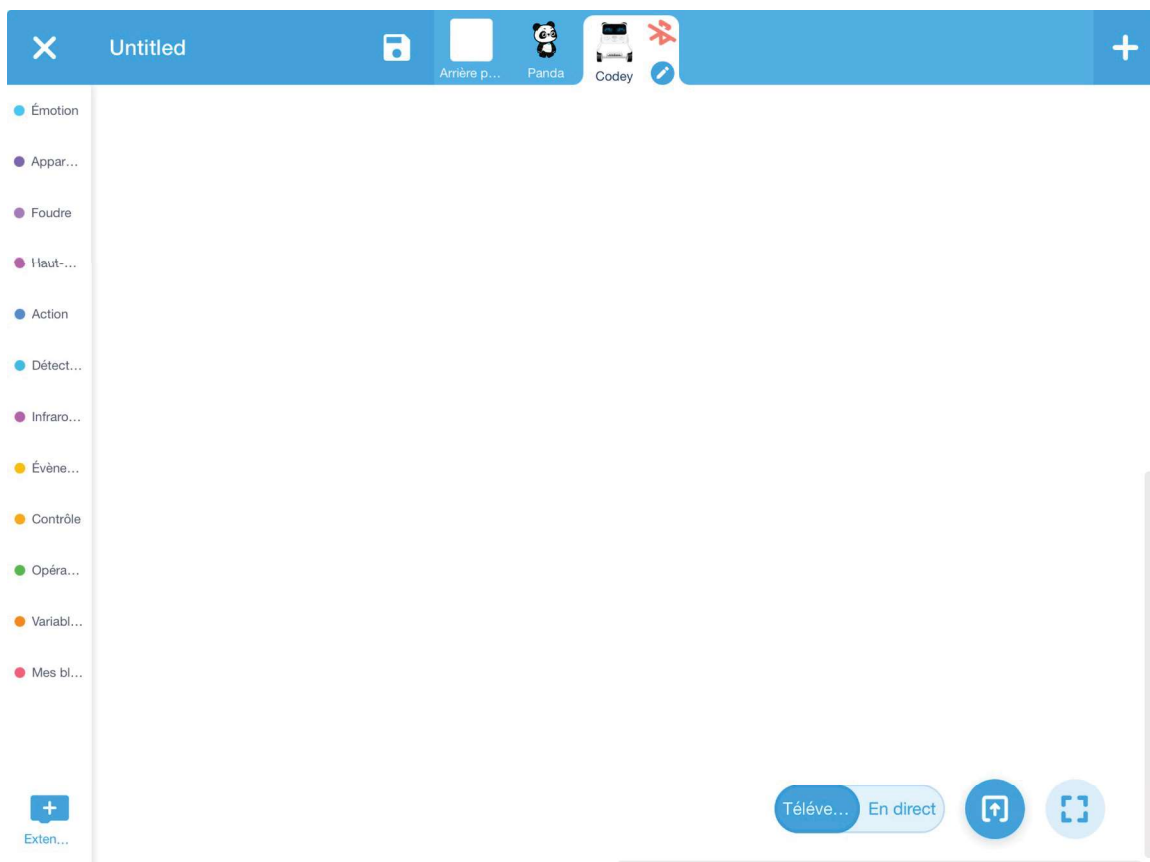 Untitled
Arrière p...
Panda
Codey
Émotion
Appar...
Foudre
Haut-...
Action
Détect...
Infraro...
Évène...
Contrôle
Opéra...
Variabl...
Mes bl...
Exten...
Téléve...
En direct